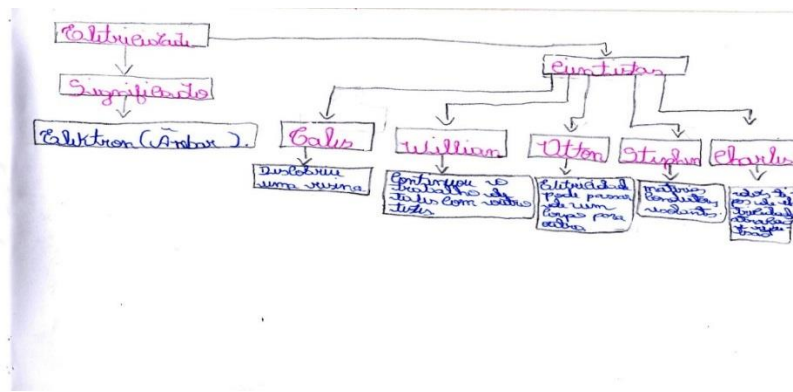 Eletricidade
Cientistas
Significado
Elektron (Âmbar).
Tales
Willian
Otton
Stephen
Charles
Descobriu
uma resina
Continuou o
trabalho de
Tales com outros
testes
Eletricidade
pode passar
de um
corpo para
outro
materiais
condutores
isolantes.